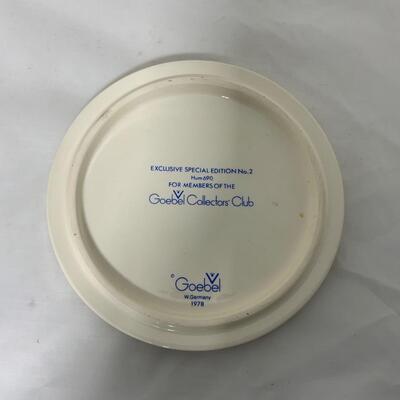 EXCLUSIVE SPECIAL EDITION No. 2
Hum 690
FOR MEMBERS OF THE
Goebel Collectors' Club
© Goebel
W. Germany
1978